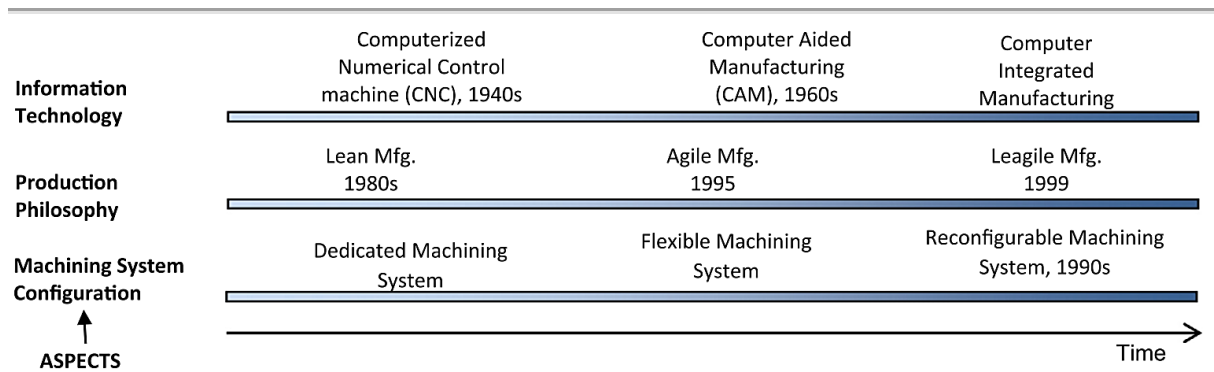 Information
Technology
Computerized
Numerical Control
machine (CNC), 1940s
Computer Aided
Manufacturing
(CAM), 1960s
Computer
Integrated
Manufacturing
Production
Philosophy
Lean Mfg.
1980s
Agile Mfg.
1995
Leagile Mfg.
1999
Machining System
Configuration
Dedicated Machining
System
Flexible Machining
System
Reconfigurable Machining
System, 1990s
ASPECTS
Time